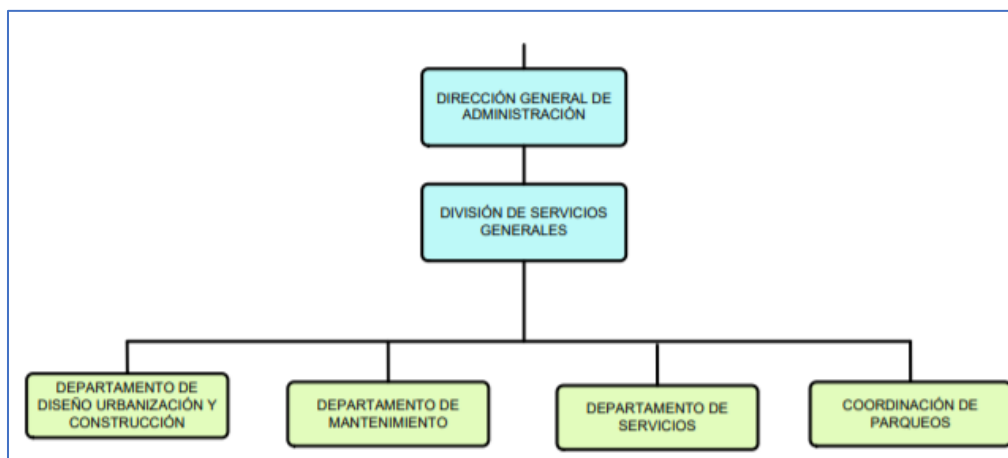 DIRECCIÓN GENERAL DE
ADMINISTRACIÓN
DIVISIÓN DE SERVICIOS
GENERALES
DEPARTAMENTO DE
DISEÑO URBANIZACIÓN Y
CONSTRUCCIÓN
DEPARTAMENTO DE
MANTENIMIENTO
DEPARTAMENTO DE
SERVICIOS
COORDINACIÓN DE
PARQUEOS